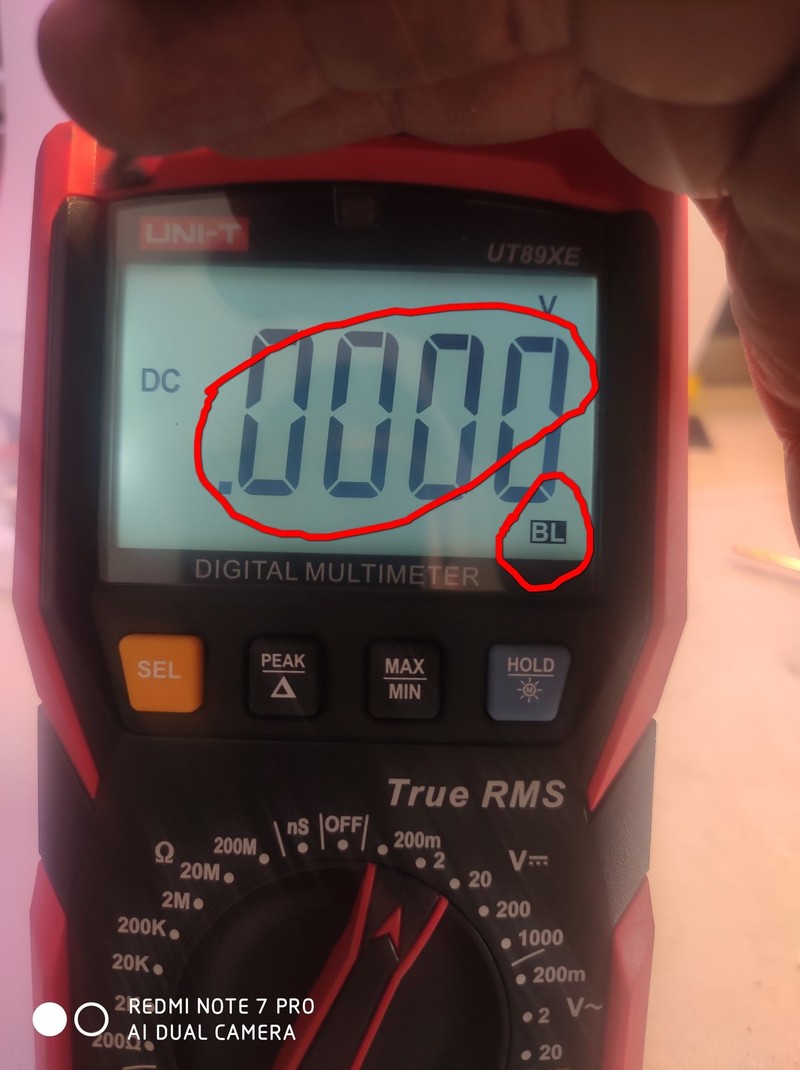 UNI-T
UT89XE
V
DC
.0000
BL
DIGITAL MULTIMETER
SEL
PEAK
Δ
MAX
MIN
HOLD
M
True RMS
nS
OFF
200m
Ω
200M
2
V⎓
20M
20
2M
200
200K
1000
20K
200m
V~
2
200Ω
20
REDMI NOTE 7 PRO
AI DUAL CAMERA